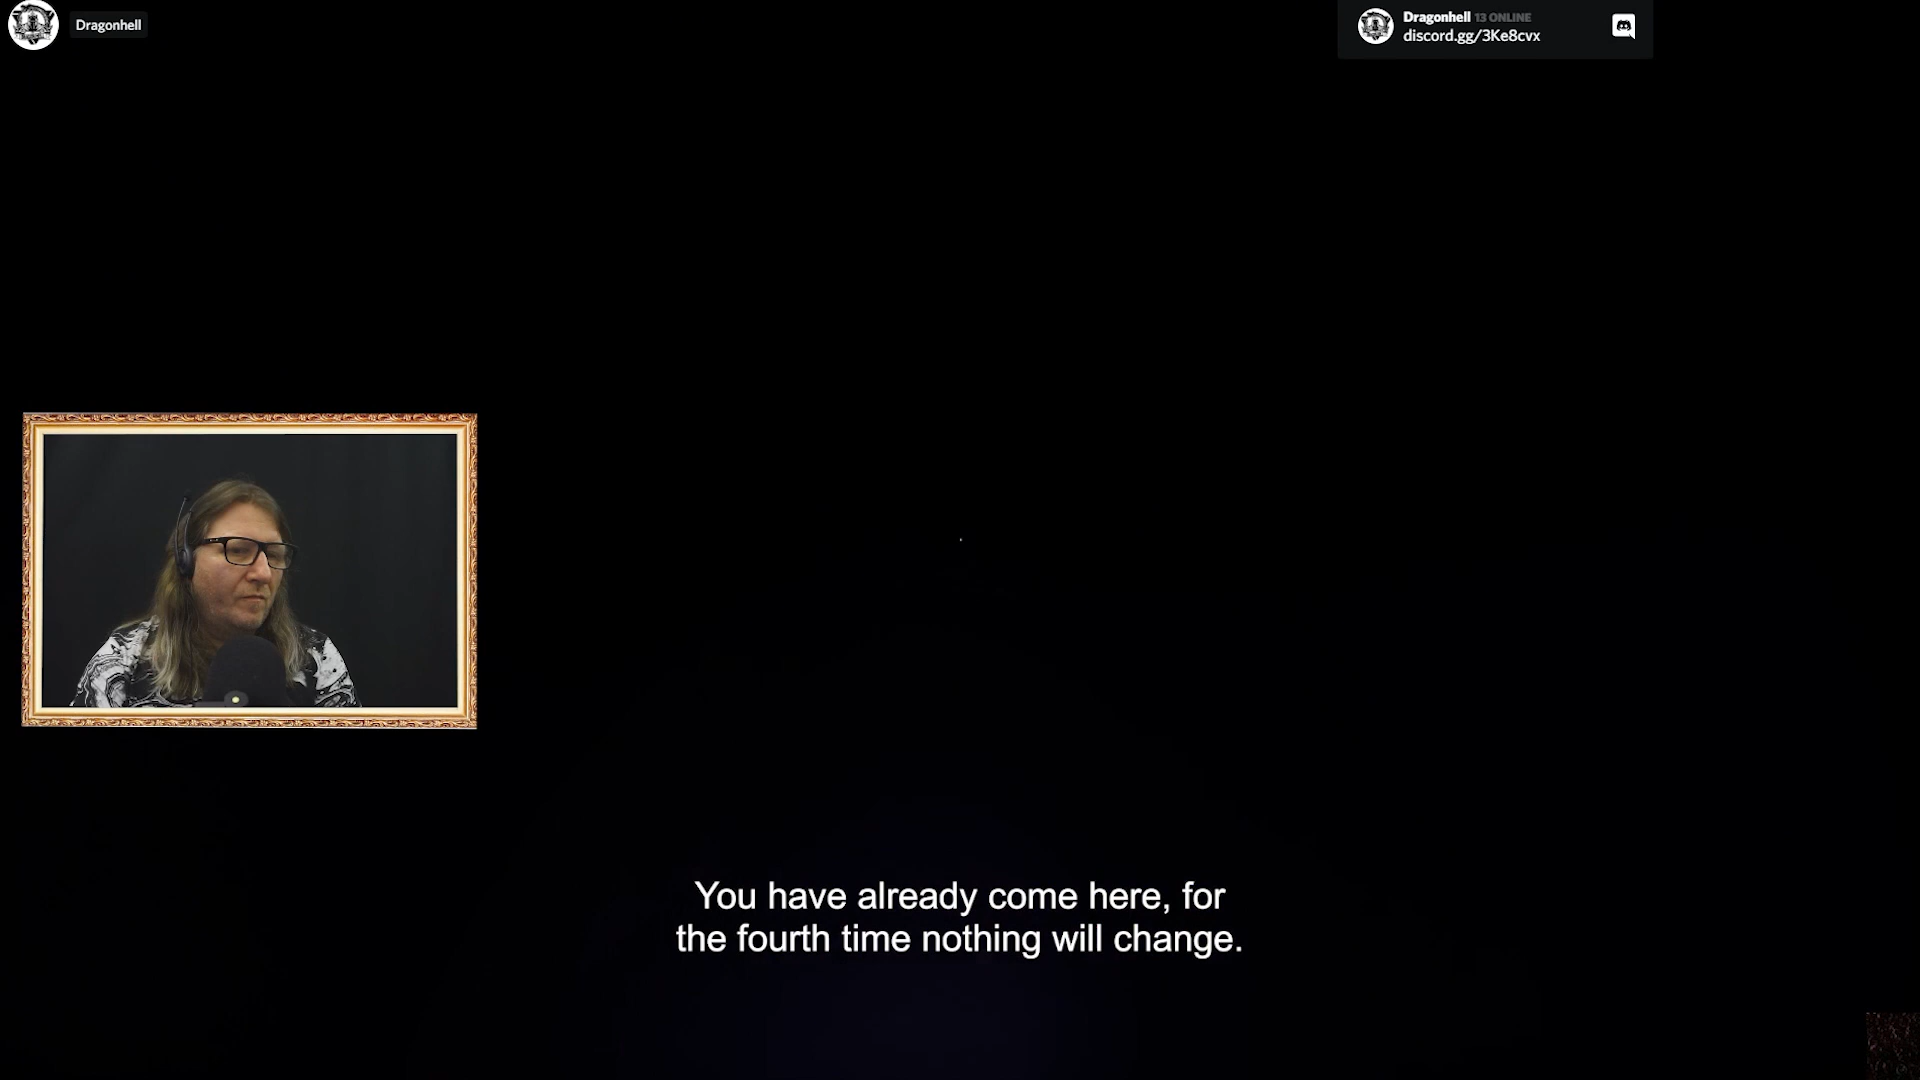 Dragonhell
Dragonhell 13 ONLINE
discord.gg/3Ke8cvx
You have already come here, for
the fourth time nothing will change.